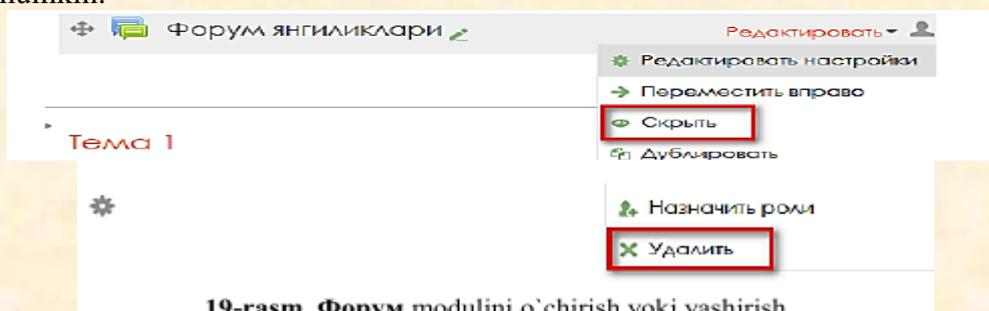 Форум янгиликлари
Редактировать
Редактировать настройки
Переместить вправо
Скрыть
Тема 1
Дублировать
Назначить роли
Удалить
19-rasm. Форум modulini o`chirish yoki yashirish